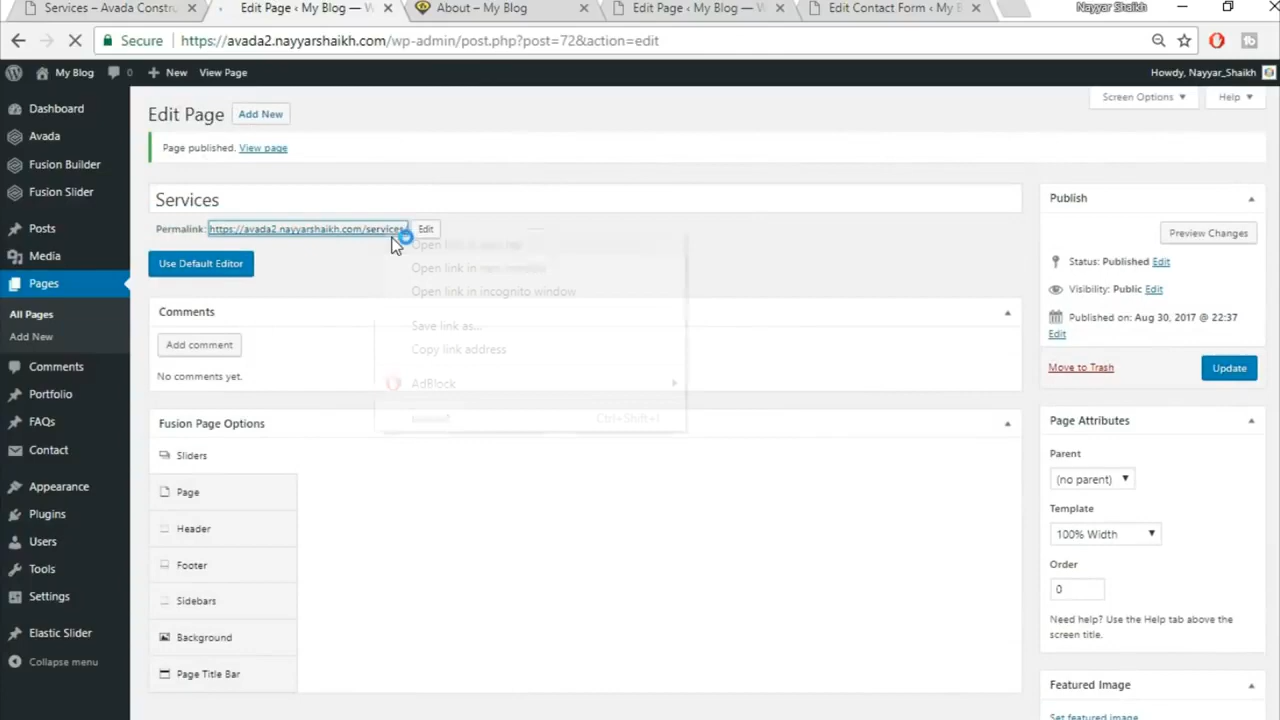 Services – Avada Constru
Edit Page ‹ My Blog — W
About – My Blog
Edit Page ‹ My Blog — W
Edit Contact Form ‹ My B
Nayyar Shaikh
Secure
https://avada2.nayyarshaikh.com/wp-admin/post.php?post=72&action=edit
My Blog
0
New
View Page
Howdy, Nayyar_Shaikh
Dashboard
Avada
Fusion Builder
Fusion Slider
Posts
Media
Pages
All Pages
Add New
Comments
Portfolio
FAQs
Contact
Appearance
Plugins
Users
Tools
Settings
Elastic Slider
Collapse menu
Screen Options
Help
Edit Page
Add New
Page published. View page
Services
Permalink: https://avada2.nayyarshaikh.com/services
Edit
Use Default Editor
Open link in new tab
Open link in new window
Open link in incognito window
Save link as...
Copy link address
AdBlock
Ctrl+Shift+I
Comments
Add comment
No comments yet.
Fusion Page Options
Sliders
Page
Header
Footer
Sidebars
Background
Page Title Bar
Publish
Preview Changes
Status: Published Edit
Visibility: Public Edit
Published on: Aug 30, 2017 @ 22:37
Edit
Move to Trash
Update
Page Attributes
Parent
(no parent)
Template
100% Width
Order
0
Need help? Use the Help tab above the
screen title.
Featured Image
Set featured image